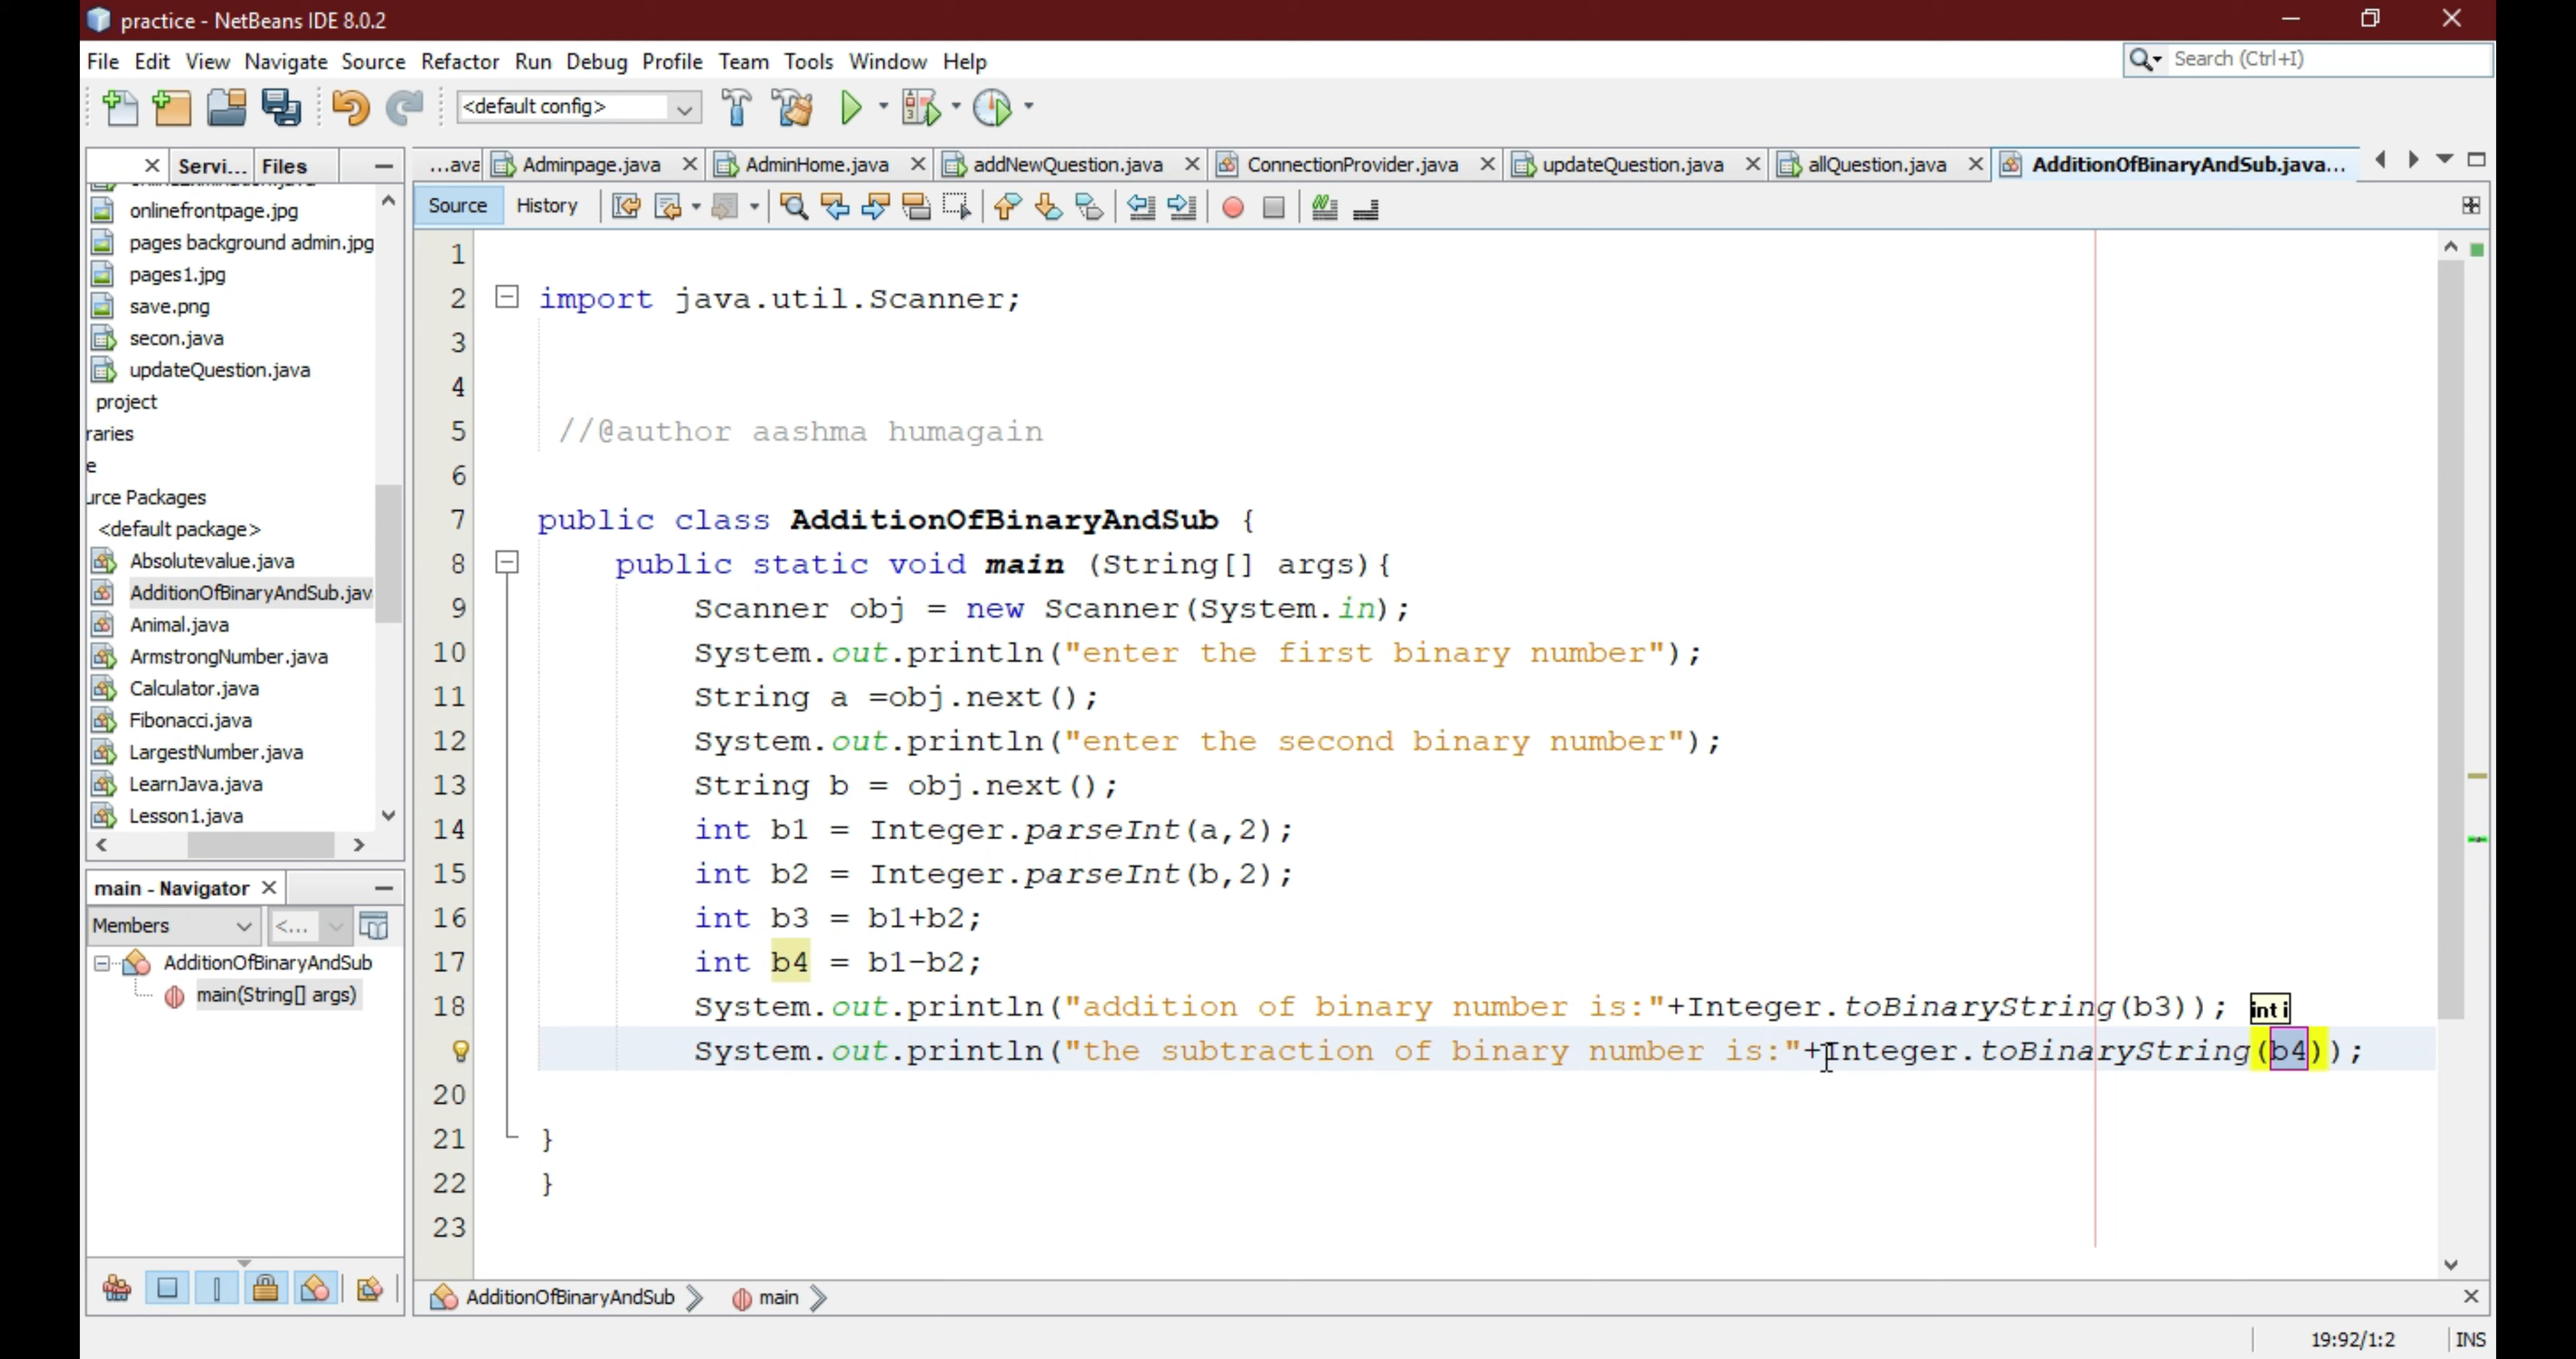 practice - NetBeans IDE 8.0.2
File Edit View Navigate Source Refactor Run Debug Profile Team Tools Window Help
Search (Ctrl+I)
<default config>
Servi... Files
...ava Adminpage.java AdminHome.java addNewQuestion.java ConnectionProvider.java updateQuestion.java allQuestion.java AdditionOfBinaryAndSub.java...
Source History
onlinefrontpage.jpg
pages background admin.jpg
pages1.jpg
save.png
secon.java
updateQuestion.java
project
raries
e
urce Packages
<default package>
Absolutevalue.java
AdditionOfBinaryAndSub.jav
Animal.java
ArmstrongNumber.java
Calculator.java
Fibonacci.java
LargestNumber.java
LearnJava.java
Lesson1.java
main - Navigator
Members <...
AdditionOfBinaryAndSub
main(String[] args)
1
2 import java.util.Scanner;
3
4
5 //@author aashma humagain
6
7 public class AdditionOfBinaryAndSub {
8 public static void main (String[] args){
9 Scanner obj = new Scanner(System.in);
10 System.out.println("enter the first binary number");
11 String a =obj.next();
12 System.out.println("enter the second binary number");
13 String b = obj.next();
14 int b1 = Integer.parseInt(a,2);
15 int b2 = Integer.parseInt(b,2);
16 int b3 = b1+b2;
17 int b4 = b1-b2;
18 System.out.println("addition of binary number is:"+Integer.toBinaryString(b3)); int i
System.out.println("the subtraction of binary number is:"+Integer.toBinaryString(b4));
20
21 }
22 }
23
AdditionOfBinaryAndSub main
19:92/1:2 INS